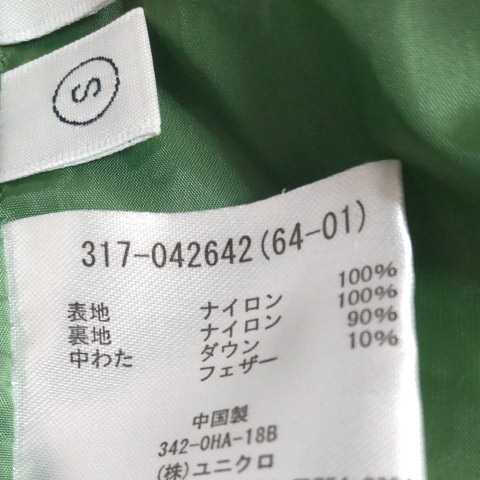 S
317-042642(64-01)
表地 ナイロン 100%
裏地 ナイロン 100%
中わた ダウン 90%
フェザー 10%
中国製
342-0HA-18B
(株)ユニクロ